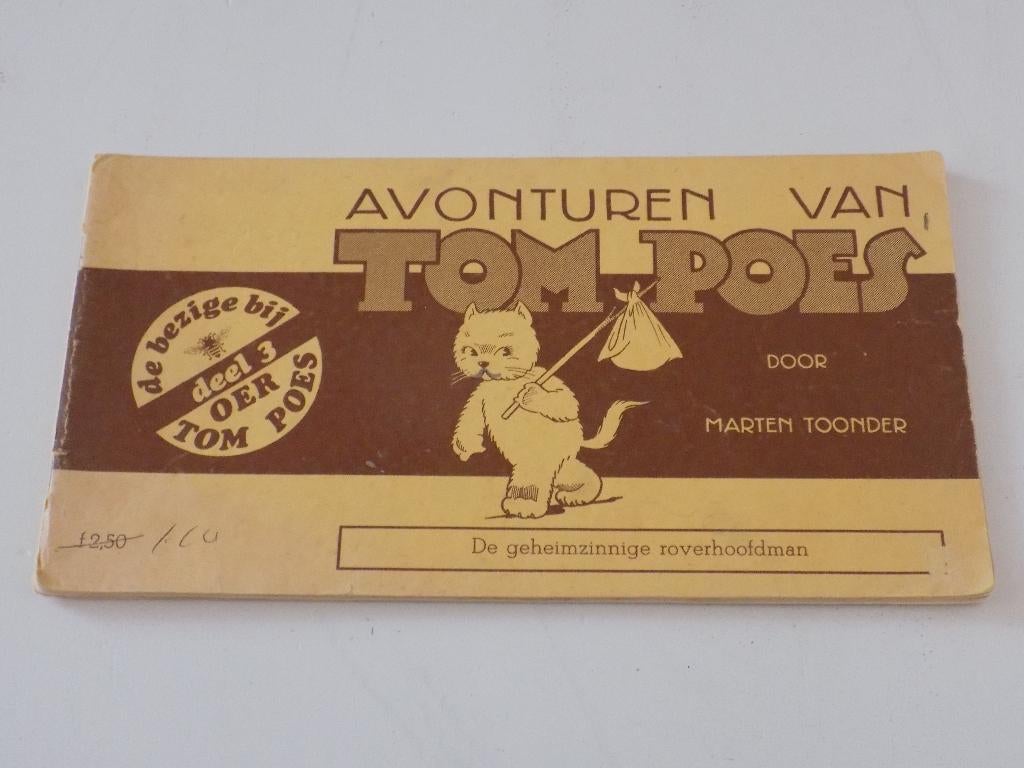 AVONTUREN VAN
TOM POES
DOOR
MARTEN TOONDER
de bezige bij
deel 3
OER
TOM POES
f 2,50
De geheimzinnige roverhoofdman